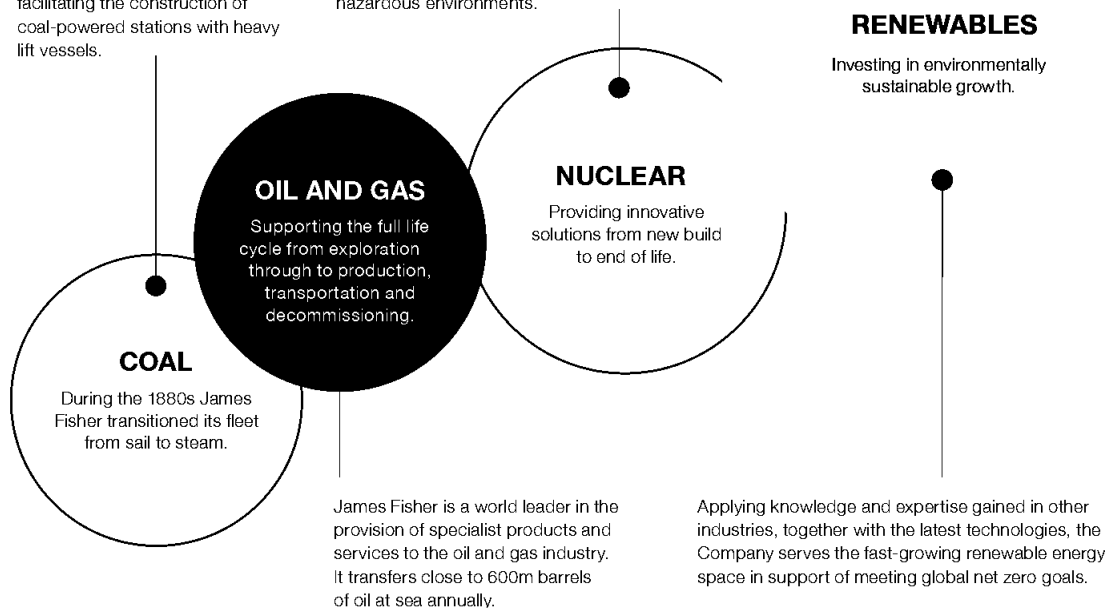 facilitating the construction of
coal-powered stations with heavy
lift vessels.
hazardous environments.
RENEWABLES
Investing in environmentally
sustainable growth.
OIL AND GAS
Supporting the full life
cycle from exploration
through to production,
transportation and
decommissioning.
NUCLEAR
Providing innovative
solutions from new build
to end of life.
COAL
During the 1880s James
Fisher transitioned its fleet
from sail to steam.
James Fisher is a world leader in the
provision of specialist products and
services to the oil and gas industry.
It transfers close to 600m barrels
of oil at sea annually.
Applying knowledge and expertise gained in other
industries, together with the latest technologies, the
Company serves the fast-growing renewable energy
space in support of meeting global net zero goals.